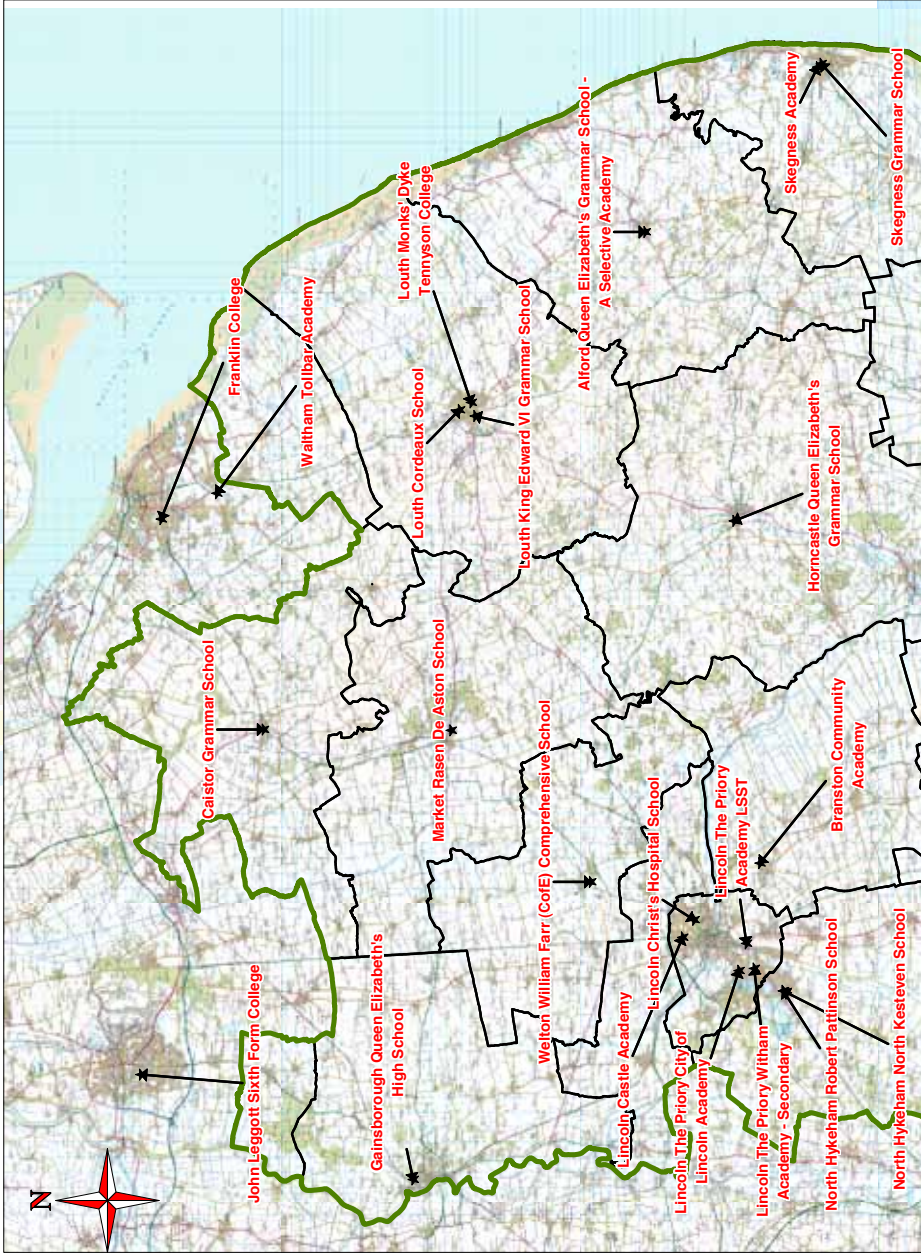 N
John Leggott Sixth Form College
Caistor Grammar School
Franklin College
Waltham Tollbar Academy
Gainsborough Queen Elizabeth's
High School
Market Rasen De Aston School
Louth Cordeaux School
Louth Monks' Dyke
Tennyson College
Louth King Edward VI Grammar School
Welton William Farr (CofE) Comprehensive School
Alford Queen Elizabeth's Grammar School -
A Selective Academy
Lincoln Castle Academy
Lincoln Christ's Hospital School
Lincoln The Priory City of
Lincoln Academy
Lincoln The Priory
Academy LSST
Lincoln The Priory Witham
Academy - Secondary
Branston Community
Academy
Horncastle Queen Elizabeth's
Grammar School
Skegness Academy
North Hykeham Robert Pattinson School
North Hykeham North Kesteven School
Skegness Grammar School